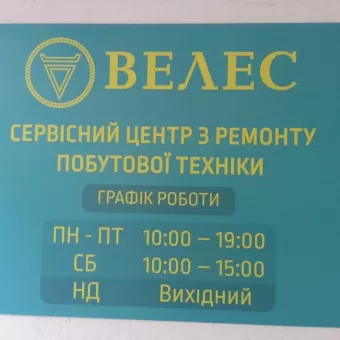 ВЕЛЕС
СЕРВІСНИЙ ЦЕНТР З РЕМОНТУ
ПОБУТОВОЇ ТЕХНІКИ
ГРАФІК РОБОТИ
ПН - ПТ 10:00 – 19:00
СБ 10:00 – 15:00
НД Вихідний